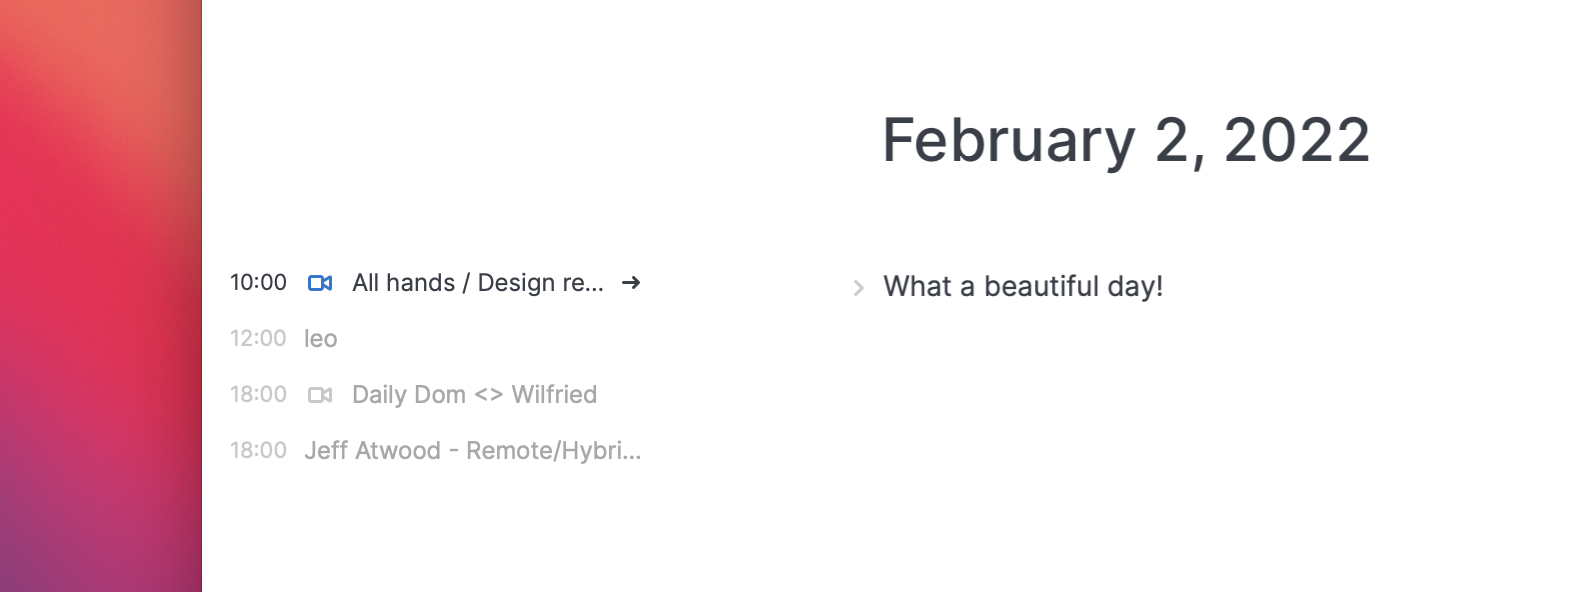 February 2, 2022
10:00 All hands / Design re... →
12:00 leo
18:00 Daily Dom <> Wilfried
18:00 Jeff Atwood - Remote/Hybri...
What a beautiful day!